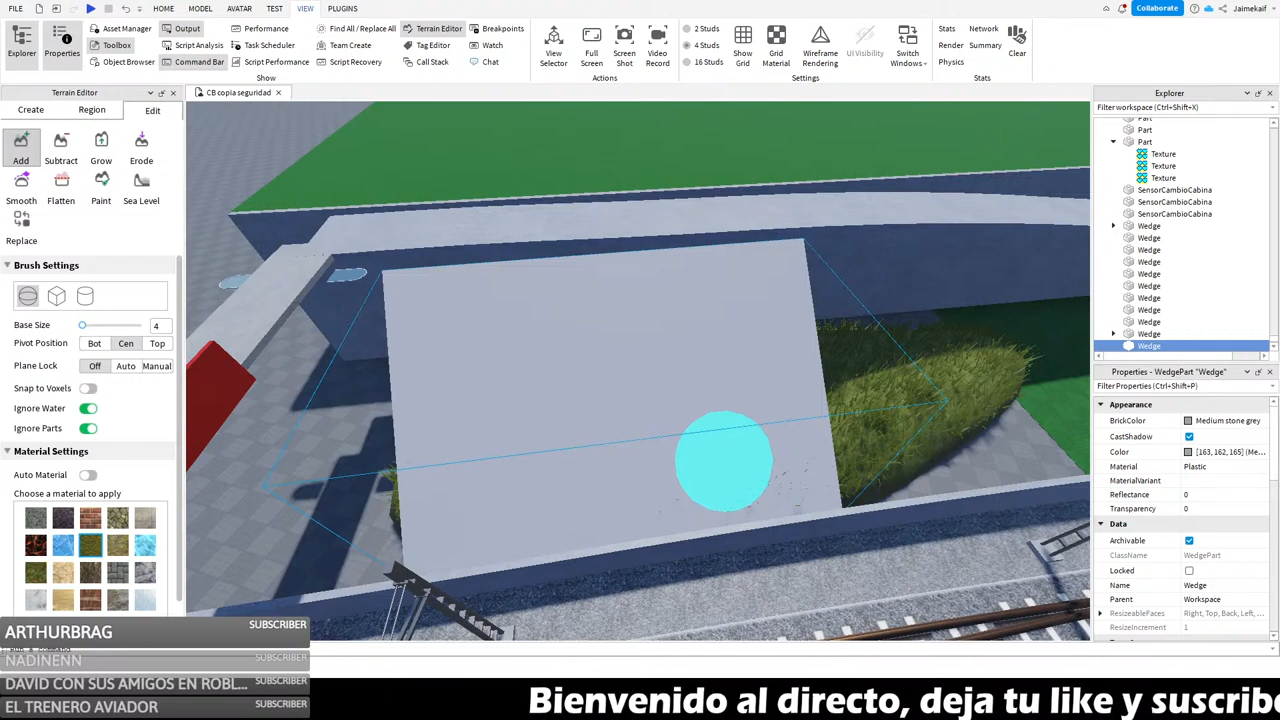 FILE HOME MODEL AVATAR TEST VIEW PLUGINS Collaborate Jaimekaif
Asset Manager Output Performance Find All / Replace All Terrain Editor Breakpoints 2 Studs Stats Network
Explorer Properties Toolbox Script Analysis Task Scheduler Team Create Tag Editor Watch View Selector Full Screen Screen Shot Video Record 4 Studs Show Grid Grid Material Wireframe Rendering UI Visibility Switch Windows Render Summary Clear
Object Browser Command Bar Script Performance Script Recovery Call Stack Chat 16 Studs Physics
Show Actions Settings Stats
Terrain Editor
CB copia seguridad
Explorer
Create Region Edit
Filter workspace (Ctrl+Shift+X)
Part
Part
Part
Texture
Texture
Texture
SensorCambioCabina
SensorCambioCabina
SensorCambioCabina
Wedge
Wedge
Wedge
Wedge
Wedge
Wedge
Wedge
Wedge
Wedge
Wedge
Wedge
Add Subtract Grow Erode
Smooth Flatten Paint Sea Level
Replace
Brush Settings
Base Size 4
Pivot Position Bot Cen Top
Plane Lock Off Auto Manual
Snap to Voxels
Ignore Water
Ignore Parts
Material Settings
Auto Material
Choose a material to apply
Properties - WedgePart "Wedge"
Filter Properties (Ctrl+Shift+P)
Appearance
BrickColor Medium stone grey
CastShadow
Color [163, 162, 165] (Me...
Material Plastic
MaterialVariant
Reflectance 0
Transparency 0
Data
Archivable
ClassName WedgePart
Locked
Name Wedge
Parent Workspace
ResizeableFaces Right, Top, Back, Left, ...
ResizeIncrement 1
ARTHURBRAG SUBSCRIBER
NADINENN SUBSCRIBER
DAVID CON SUS AMIGOS EN ROBL... SUBSCRIBER
EL TRENERO AVIADOR SUBSCRIBER
Bienvenido al directo, deja tu like y suscribe